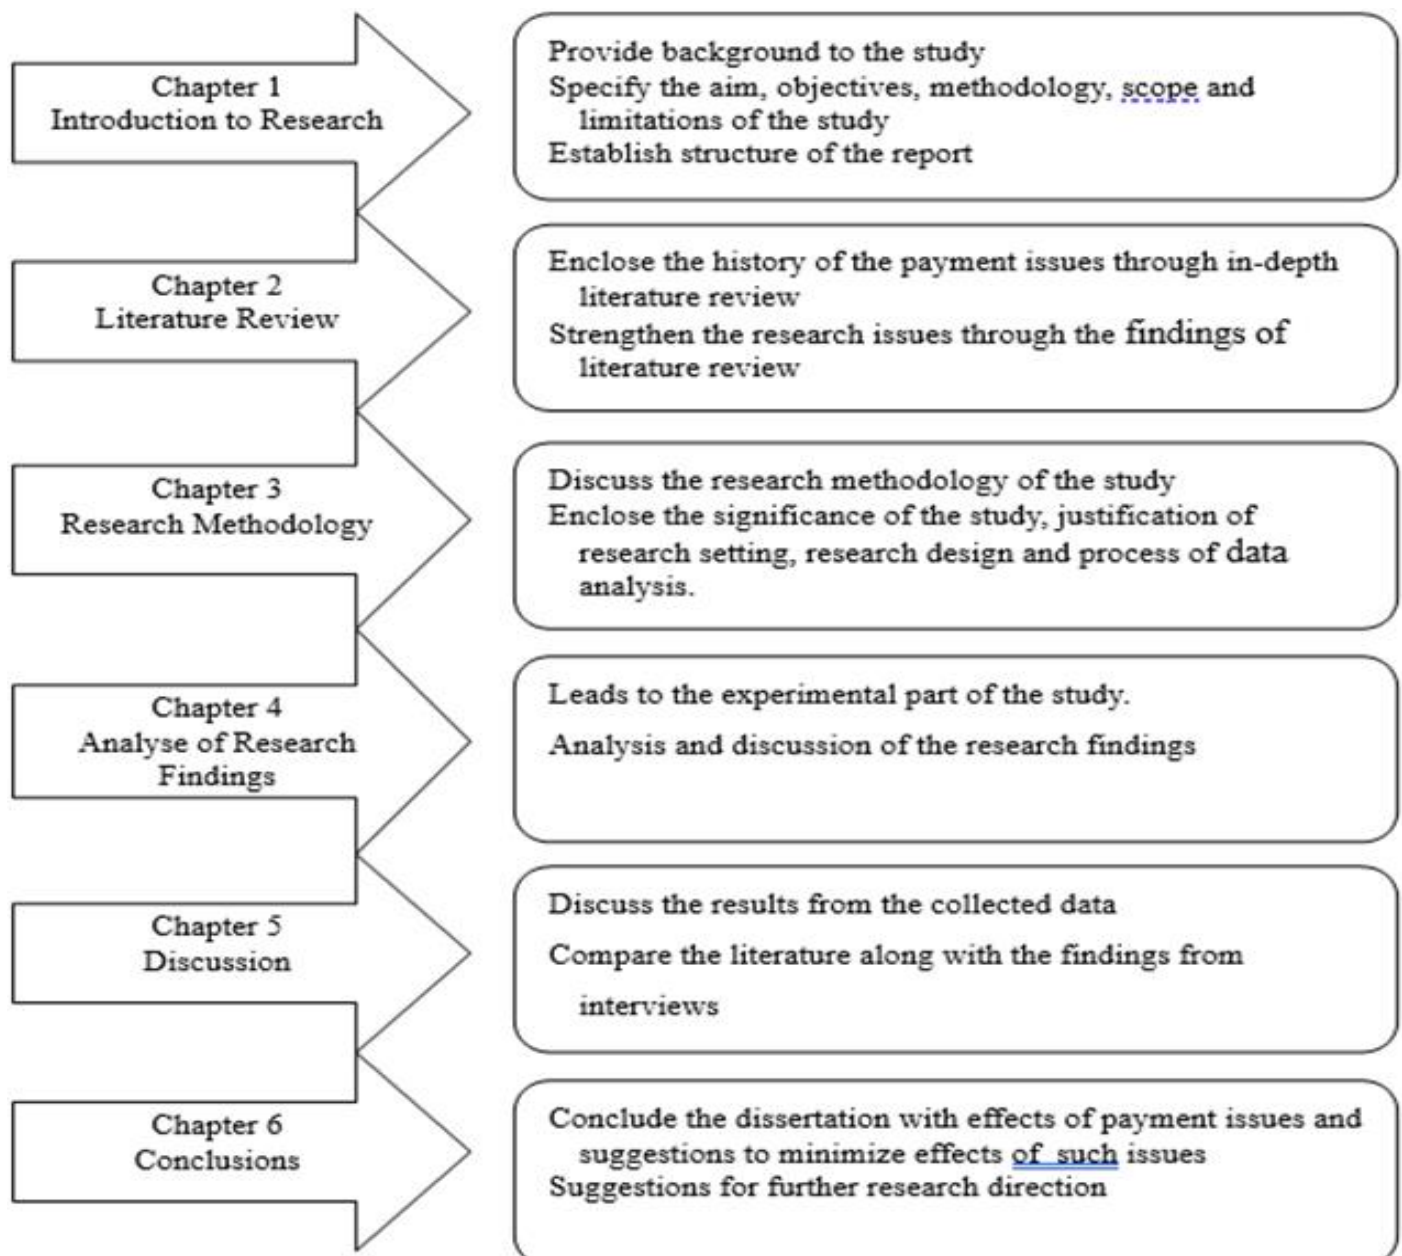 Chapter 1
Introduction to Research
Provide background to the study
Specify the aim, objectives, methodology, scope and
limitations of the study
Establish structure of the report
Chapter 2
Literature Review
Enclose the history of the payment issues through in-depth
literature review
Strengthen the research issues through the findings of
literature review
Chapter 3
Research Methodology
Discuss the research methodology of the study
Enclose the significance of the study, justification of
research setting, research design and process of data
analysis.
Chapter 4
Analyse of Research
Findings
Leads to the experimental part of the study.
Analysis and discussion of the research findings
Chapter 5
Discussion
Discuss the results from the collected data
Compare the literature along with the findings from
interviews
Chapter 6
Conclusions
Conclude the dissertation with effects of payment issues and
suggestions to minimize effects of such issues
Suggestions for further research direction